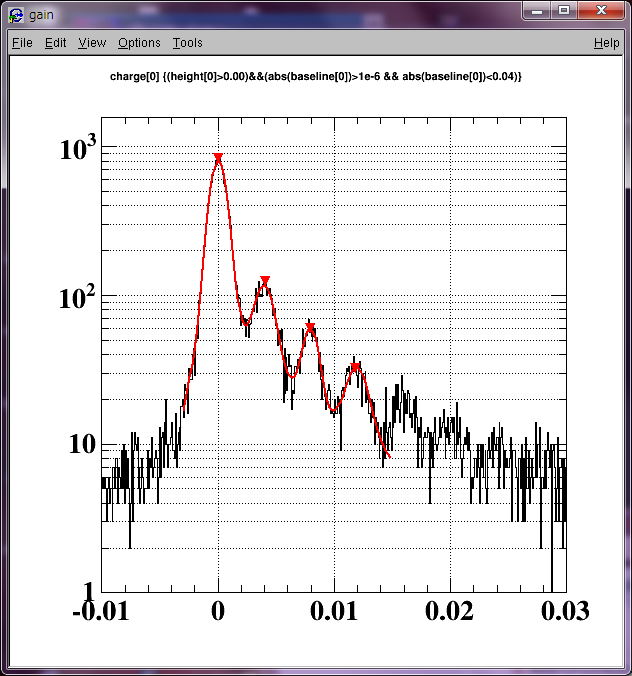 gain
File Edit View Options Tools Help
charge[0] {(height[0]>0.00)&&(abs(baseline[0])>1e-6 && abs(baseline[0])<0.04)}
10³
10²
10
1
-0.01 0 0.01 0.02 0.03